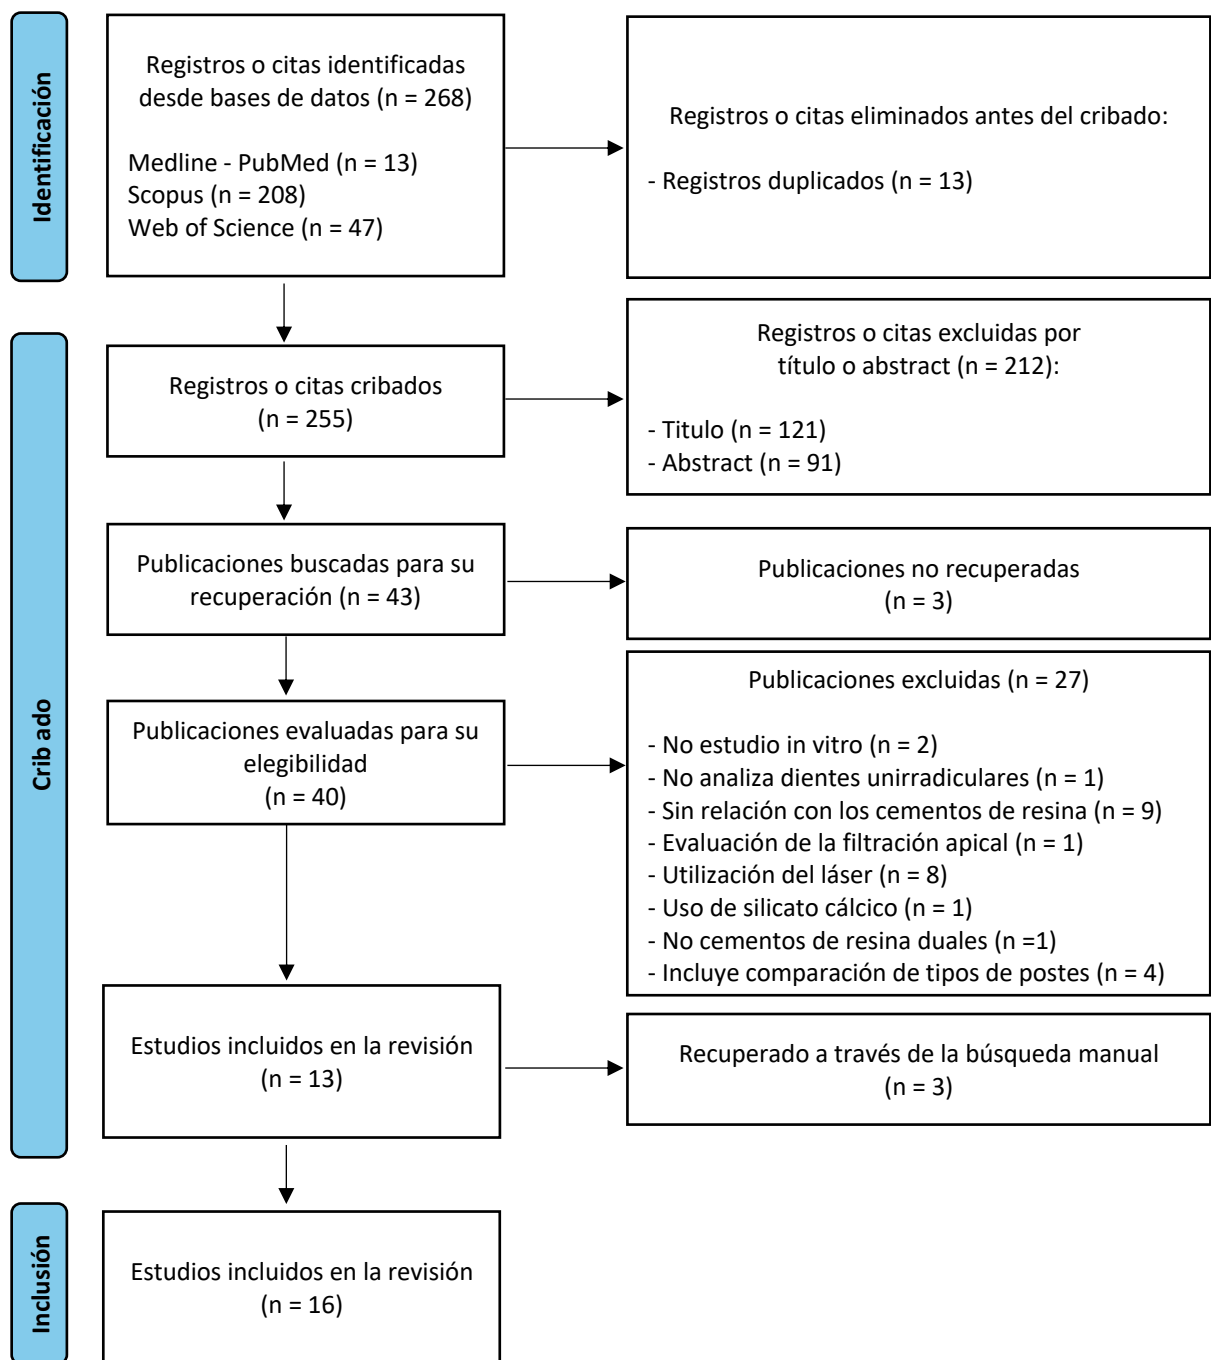 Identificación
Registros o citas identificadas
desde bases de datos (n = 268)
Medline - PubMed (n = 13)
Scopus (n = 208)
Web of Science (n = 47)
Registros o citas eliminados antes del cribado:
- Registros duplicados (n = 13)
Crib ado
Registros o citas cribados
(n = 255)
Registros o citas excluidas por
título o abstract (n = 212):
- Titulo (n = 121)
- Abstract (n = 91)
Publicaciones buscadas para su
recuperación (n = 43)
Publicaciones no recuperadas
(n = 3)
Publicaciones evaluadas para su
elegibilidad
(n = 40)
Publicaciones excluidas (n = 27)
- No estudio in vitro (n = 2)
- No analiza dientes unirradiculares (n = 1)
- Sin relación con los cementos de resina (n = 9)
- Evaluación de la filtración apical (n = 1)
- Utilización del láser (n = 8)
- Uso de silicato cálcico (n = 1)
- No cementos de resina duales (n =1)
- Incluye comparación de tipos de postes (n = 4)
Estudios incluidos en la revisión
(n = 13)
Recuperado a través de la búsqueda manual
(n = 3)
Inclusión
Estudios incluidos en la revisión
(n = 16)